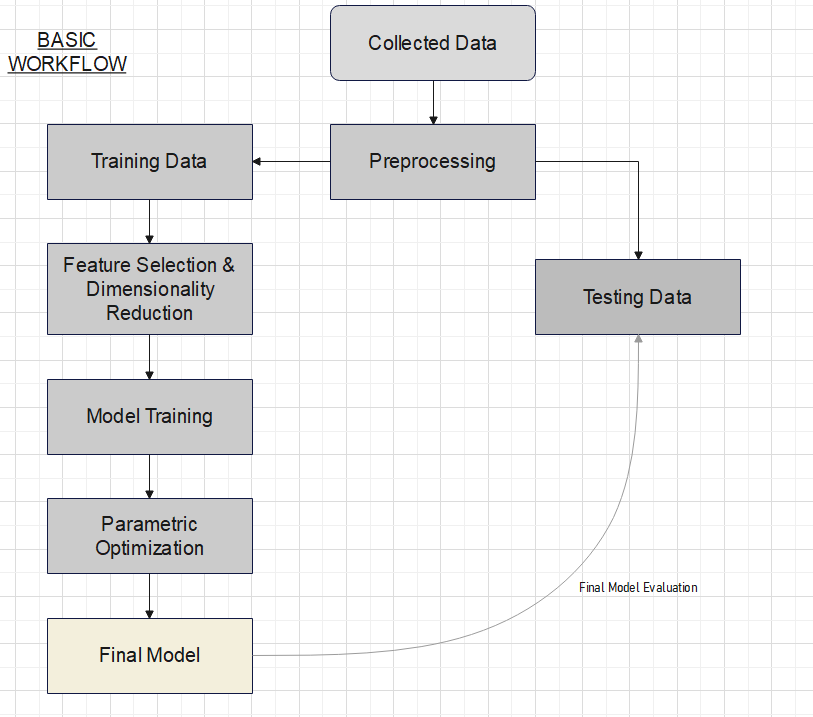 BASIC
WORKFLOW
Collected Data
Training Data
Preprocessing
Feature Selection &
Dimensionality
Reduction
Testing Data
Model Training
Parametric
Optimization
Final Model Evaluation
Final Model